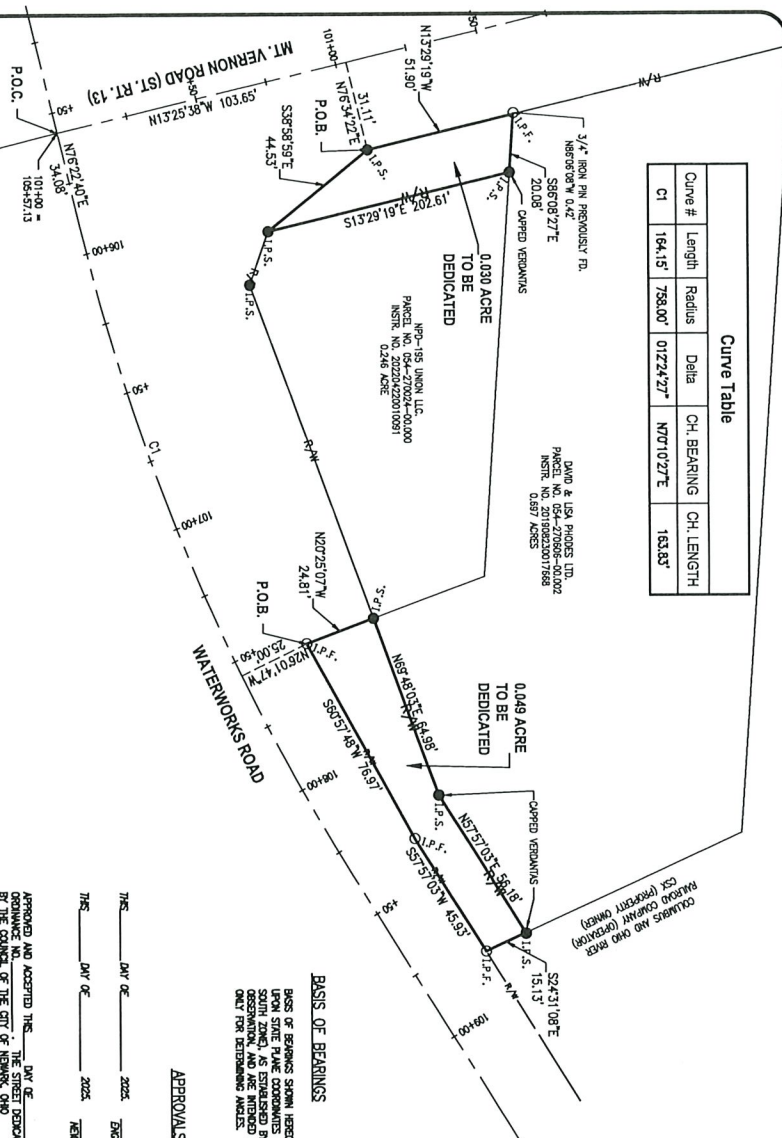 Curve Table
Curve # Length Radius Delta CH. BEARING CH. LENGTH
C1 164.15' 758.00' 012°24'27" N70°10'27"E 163.83'
3/4" IRON PIN PREVIOUSLY FD.
N86°06'08"W 0.42'
I.P.F.
S86°08'27"E
20.08'
CAPPED VERDANTAS
I.P.S.
R/W
N13°29'19"W
51.90'
0.030 ACRE
TO BE
DEDICATED
S13°29'19"E 202.61'
R/W
I.P.S.
P.O.B.
31.11'
N76°34'22"E
S38°58'59"E
44.53'
I.P.S.
R
I.P.S.
+50
101+00
+50
+50
MT. VERNON ROAD (ST. RT. 13)
N13°25'38"W 103.65'
P.O.C.
N76°22'40"E
34.08'
101+00 =
105+57.13
NPD-195 UNION LLC.
PARCEL NO. 054-270024-00.000
INSTR. NO. 202204220010091
0.246 ACRE
DAVID & LISA PHODES LTD.
PARCEL NO. 054-270606-00.002
INSTR. NO. 201908230017668
0.697 ACRES
R/W
106+00
+50
C1
107+00
+50
108+00
+50
109+00
WATERWORKS ROAD
I.P.S.
N20°25'07"W
24.81'
P.O.B.
I.P.F.
25.00'
N26°01'47"W
0.049 ACRE
TO BE
DEDICATED
N69°48'03"E 64.98'
R/W
S60°57'48"W 76.97'
R/W
I.P.S.
CAPPED VERDANTAS
I.P.F.
N57°57'03"E 56.18'
R/W
S57°57'03"W 45.93'
R/W
I.P.S.
I.P.F.
S24°31'08"E
15.13'
R/W
COLUMBUS AND OHIO RIVER
RAILROAD COMPANY (OPERATOR)
CSX (PROPERTY OWNER)
BASIS OF BEARINGS
BASIS OF BEARINGS SHOWN HERE
UPON STATE PLANE COORDINATES
SOUTH ZONE), AS ESTABLISHED B
OBSERVATION, AND ARE INTENDED
ONLY FOR DETERMINING ANGLES.
APPROVALS
THIS DAY OF 2025.
THIS DAY OF 2025.
APPROVED AND ACCEPTED THIS DAY OF
ORDINANCE NO. THE STREET DEDICA
BY THE COUNCIL OF THE CITY OF NEWARK, OHIO